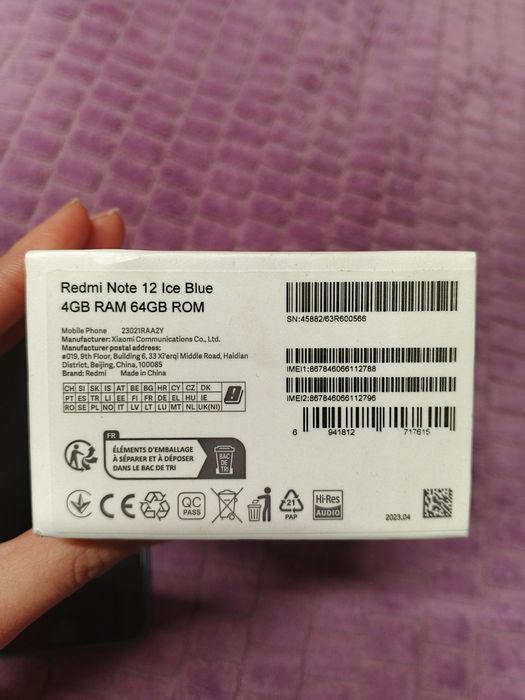 Redmi Note 12 Ice Blue
4GB RAM 64GB ROM
Mobile Phone 23021RAA2Y
Manufacturer: Xiaomi Communications Co., Ltd.
Manufacturer postal address:
#019, 9th Floor, Building 6, 33 Xi'erqi Middle Road, Haidian
District, Beijing, China, 100085
Brand: Redmi Made in China
CH SI SK IS AT BE BG HR CY CZ DK
PT ES TR LI EE FI FR DE EL HU IE
RO SE PL NO IT LV LT LU MT NL UK(NI)
SN:45882/63R600566
IMEI1:867846066112788
IMEI2:867846066112796
6 941812 717615
FR
ÉLÉMENTS D'EMBALLAGE
À SÉPARER ET À DÉPOSER
DANS LE BAC DE TRI
BAC
DE
TRI
CE
QC
PASS
21
PAP
Hi-Res
AUDIO
2023.04